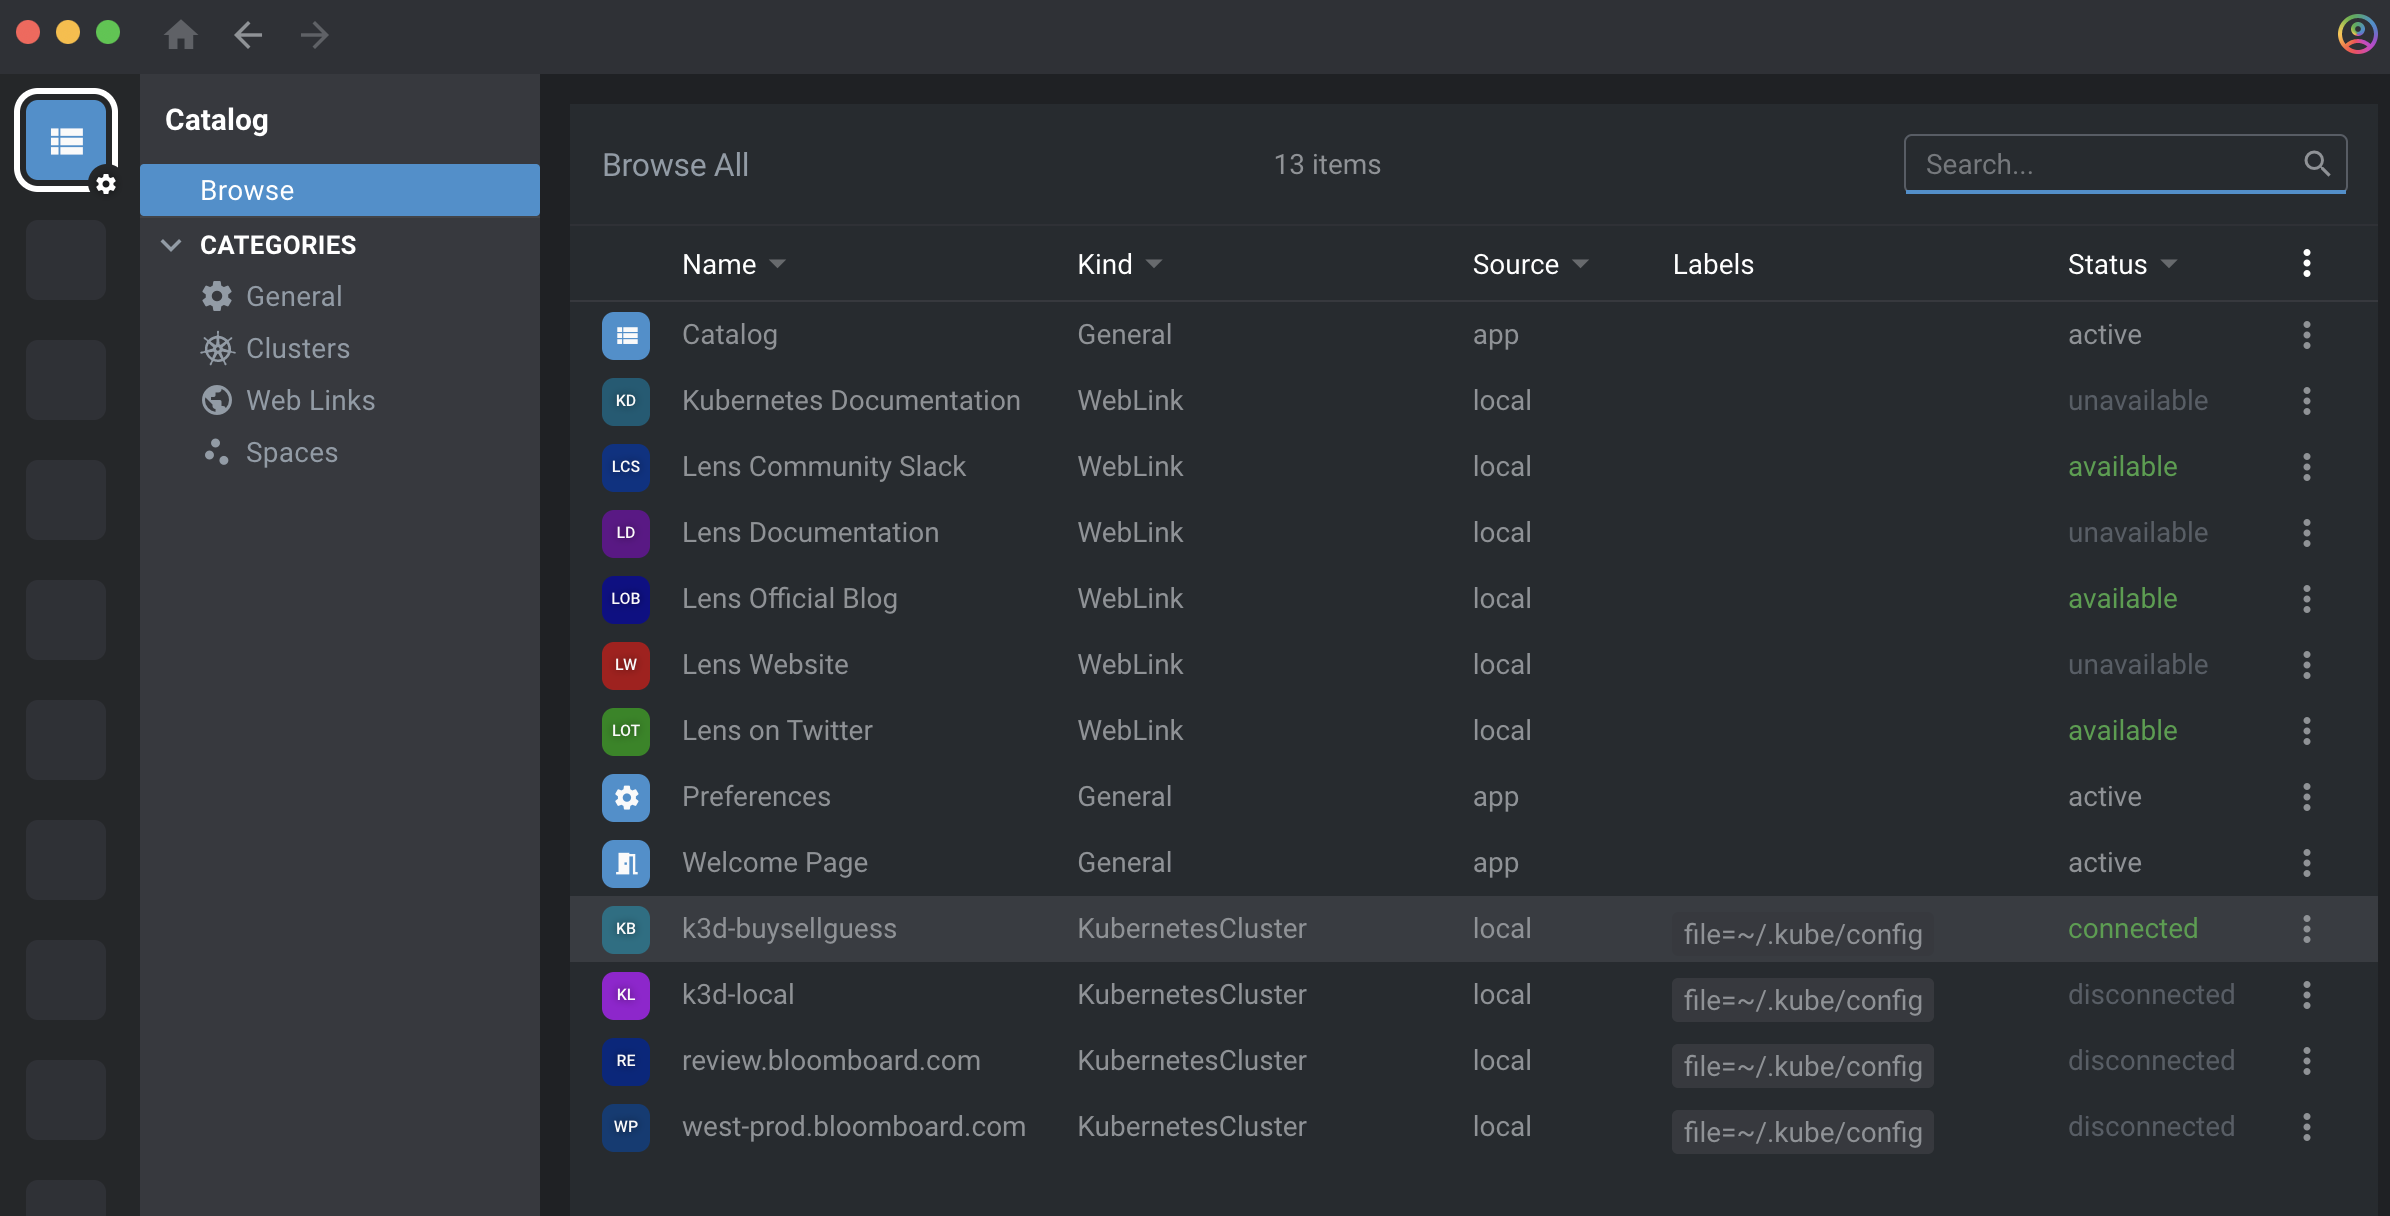 Catalog
Browse
CATEGORIES
General
Clusters
Web Links
Spaces
Browse All 13 items Search...
Name Kind Source Labels Status
Catalog General app active
KD Kubernetes Documentation WebLink local unavailable
LCS Lens Community Slack WebLink local available
LD Lens Documentation WebLink local unavailable
LOB Lens Official Blog WebLink local available
LW Lens Website WebLink local unavailable
LOT Lens on Twitter WebLink local available
Preferences General app active
Welcome Page General app active
KB k3d-buysellguess KubernetesCluster local file=~/.kube/config connected
KL k3d-local KubernetesCluster local file=~/.kube/config disconnected
RE review.bloomboard.com KubernetesCluster local file=~/.kube/config disconnected
WP west-prod.bloomboard.com KubernetesCluster local file=~/.kube/config disconnected